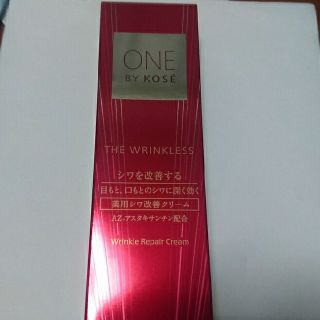 ONE
BY KOSÉ
THE WRINKLESS
シワを改善する
目もと、口もとのシワに深く効く
薬用シワ改善クリーム
AZ-アスタキサンチン配合
Wrinkle Repair Cream